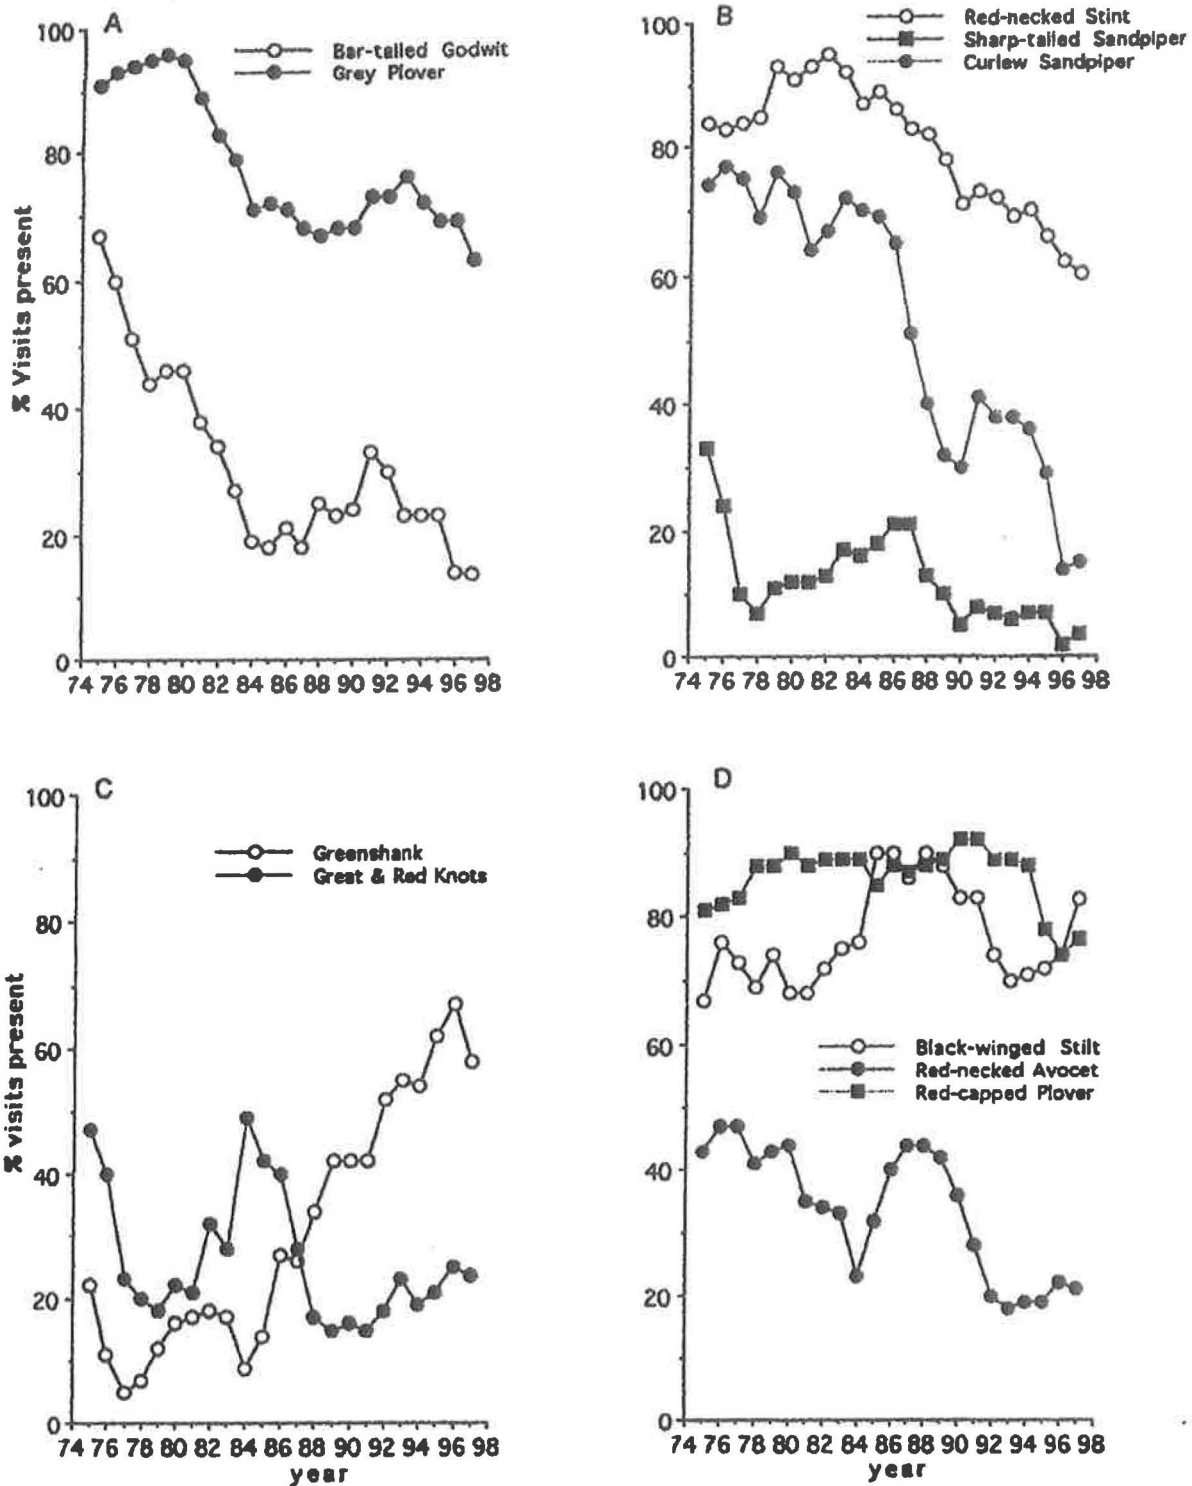 A
Bar-tailed Godwit
Grey Plover
100
80
60
40
20
0
% Visits present
74 76 78 80 82 84 86 88 90 92 94 96 98
B
Red-necked Stint
Sharp-tailed Sandpiper
Curlew Sandpiper
100
80
60
40
20
0
74 76 78 80 82 84 86 88 90 92 94 96 98
C
Greenshank
Great & Red Knots
100
80
60
40
20
0
% visits present
74 76 78 80 82 84 86 88 90 92 94 96 98
year
D
100
80
60
40
20
0
Black-winged Stilt
Red-necked Avocet
Red-capped Plover
74 76 78 80 82 84 86 88 90 92 94 96 98
year